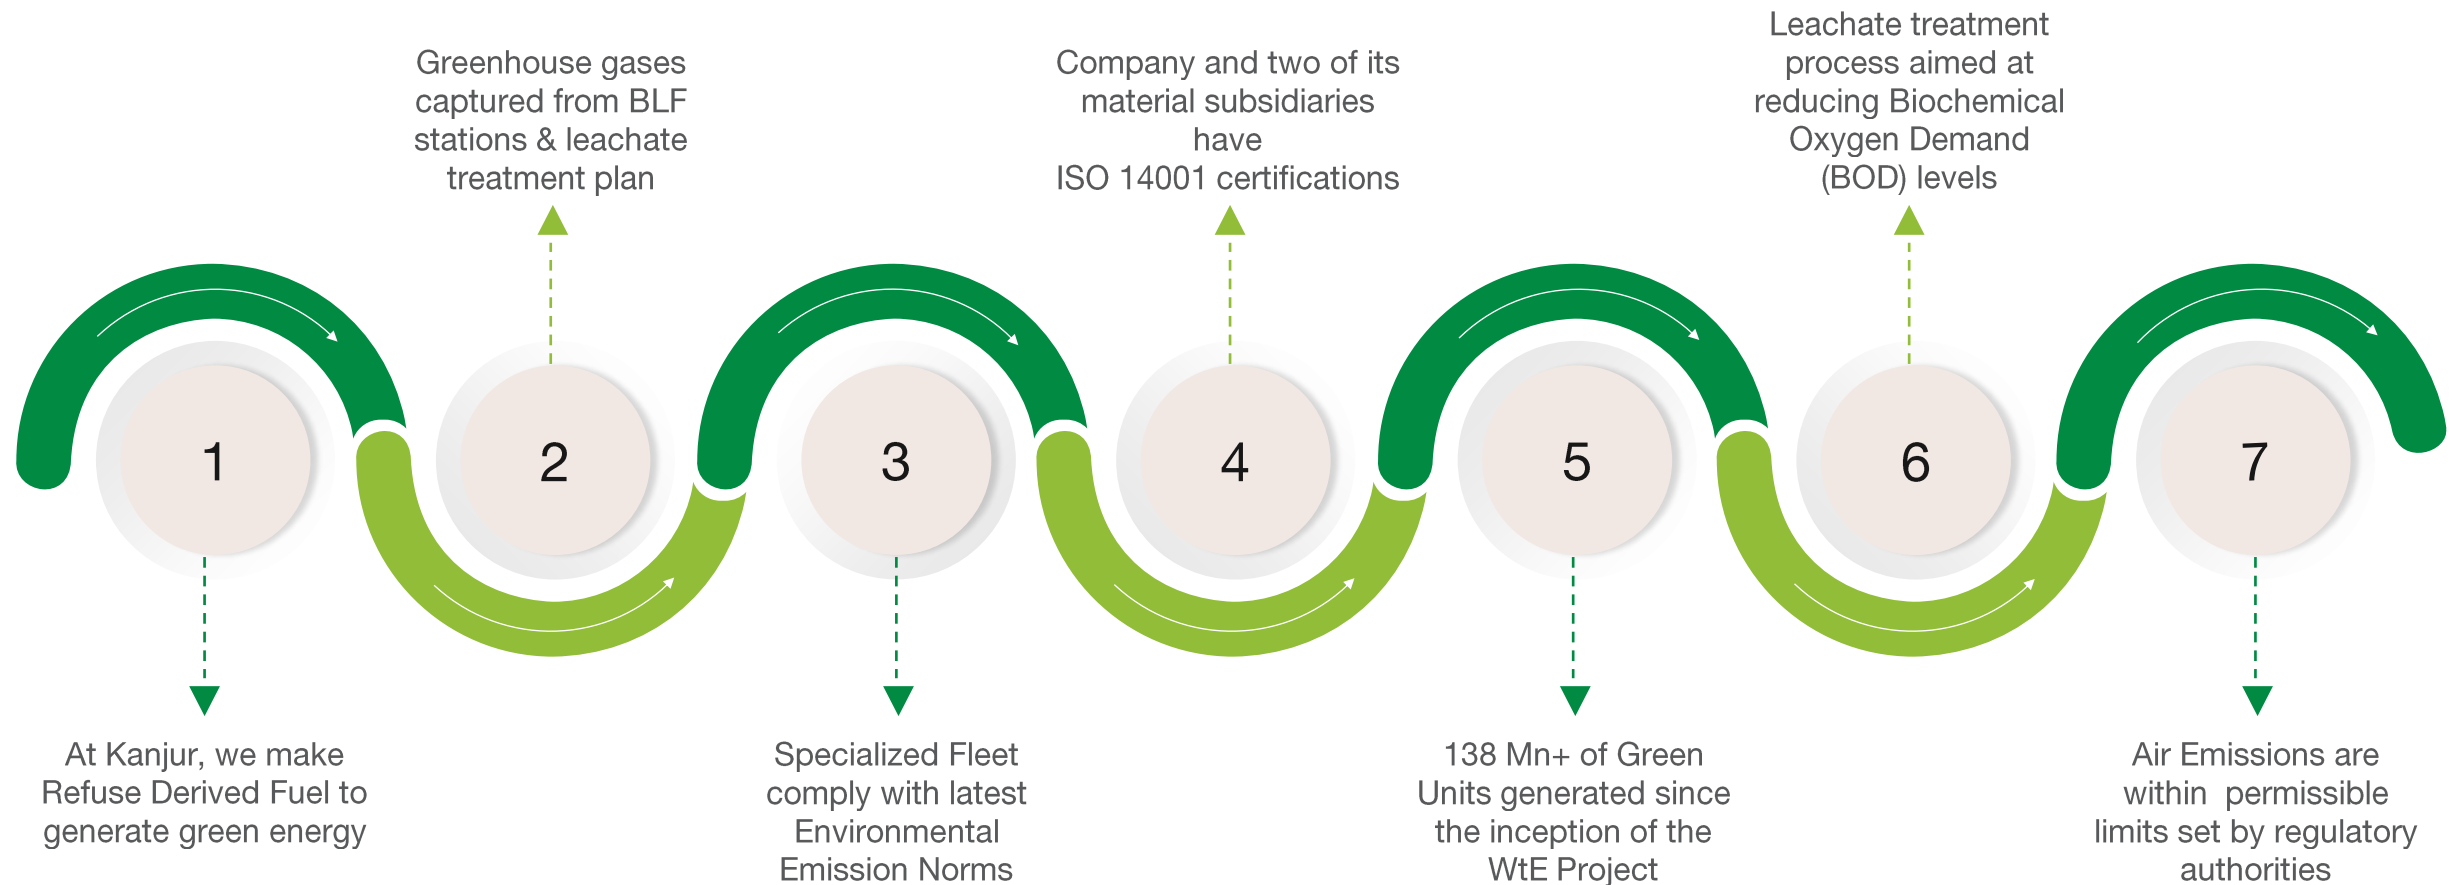 1
At Kanjur, we make
Refuse Derived Fuel to
generate green energy
2
Greenhouse gases
captured from BLF
stations & leachate
treatment plan
3
Specialized Fleet
comply with latest
Environmental
Emission Norms
4
Company and two of its
material subsidiaries
have
ISO 14001 certifications
5
138 Mn+ of Green
Units generated since
the inception of the
WtE Project
6
Leachate treatment
process aimed at
reducing Biochemical
Oxygen Demand
(BOD) levels
7
Air Emissions are
within  permissible
limits set by regulatory
authorities